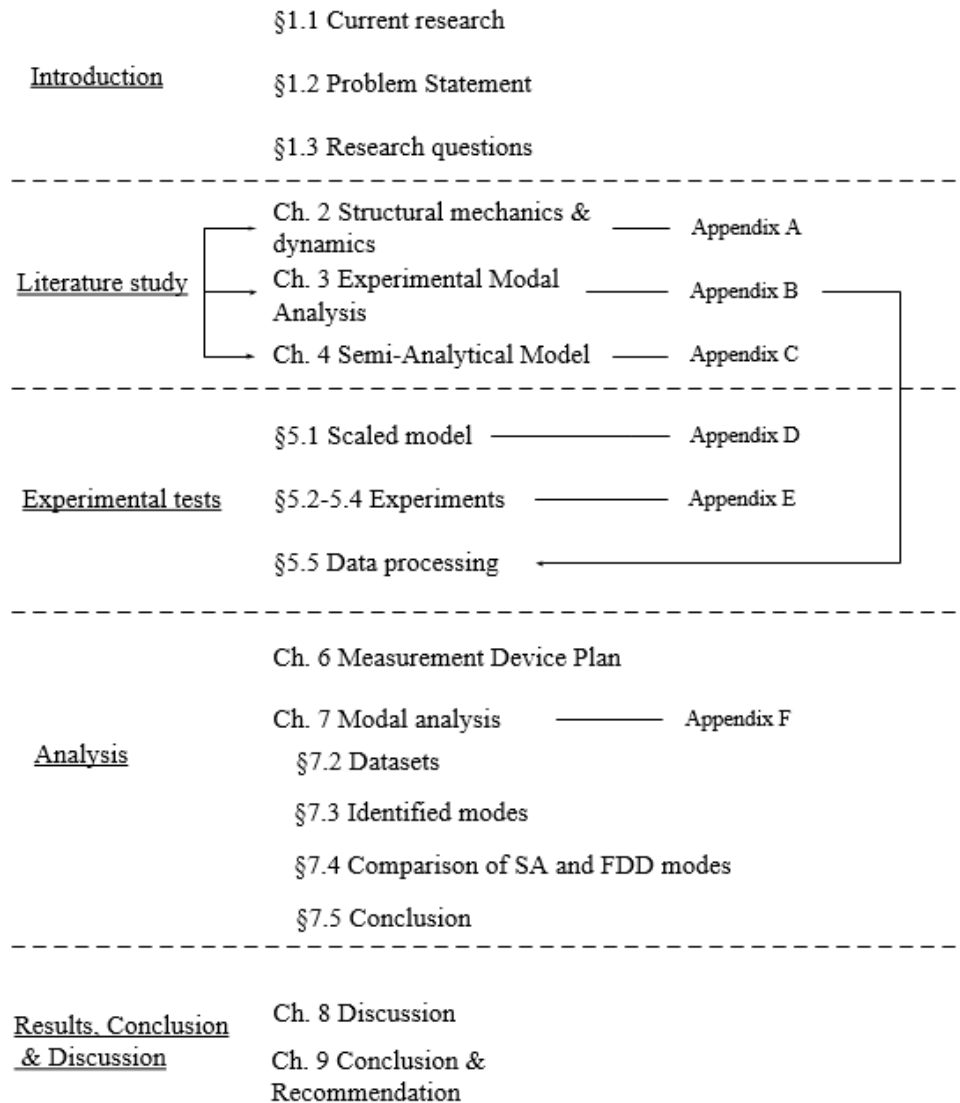 §1.1 Current research
Introduction
§1.2 Problem Statement
§1.3 Research questions
Ch. 2 Structural mechanics &
dynamics
Appendix A
Literature study
Ch. 3 Experimental Modal
Analysis
Appendix B
Ch. 4 Semi-Analytical Model
Appendix C
§5.1 Scaled model
Appendix D
Experimental tests
§5.2-5.4 Experiments
Appendix E
§5.5 Data processing
Ch. 6 Measurement Device Plan
Ch. 7 Modal analysis
Appendix F
Analysis
§7.2 Datasets
§7.3 Identified modes
§7.4 Comparison of SA and FDD modes
§7.5 Conclusion
Results, Conclusion
& Discussion
Ch. 8 Discussion
Ch. 9 Conclusion &
Recommendation